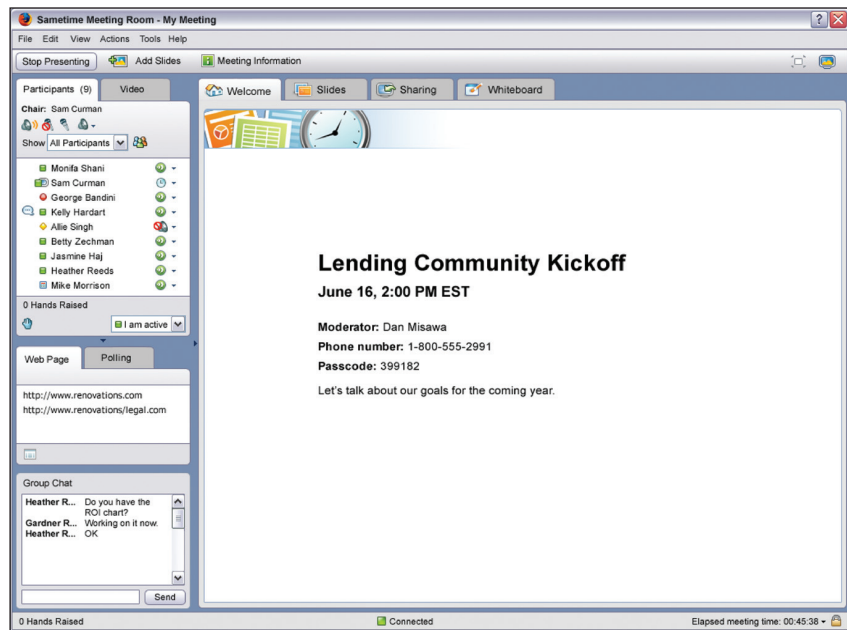 Sametime Meeting Room - My Meeting
File Edit View Actions Tools Help
Stop Presenting Add Slides Meeting Information
Participants (9) Video
Chair: Sam Curman
Show All Participants
Monifa Shani
Sam Curman
George Bandini
Kelly Hardart
Allie Singh
Betty Zechman
Jasmine Haj
Heather Reeds
Mike Morrison
0 Hands Raised
I am active
Web Page Polling
http://www.renovations.com
http://www.renovations/legal.com
Group Chat
Heather R... Do you have the
ROI chart?
Gardner R... Working on it now.
Heather R... OK
Send
Welcome Slides Sharing Whiteboard
Lending Community Kickoff
June 16, 2:00 PM EST
Moderator: Dan Misawa
Phone number: 1-800-555-2991
Passcode: 399182
Let's talk about our goals for the coming year.
0 Hands Raised Connected Elapsed meeting time: 00:45:38